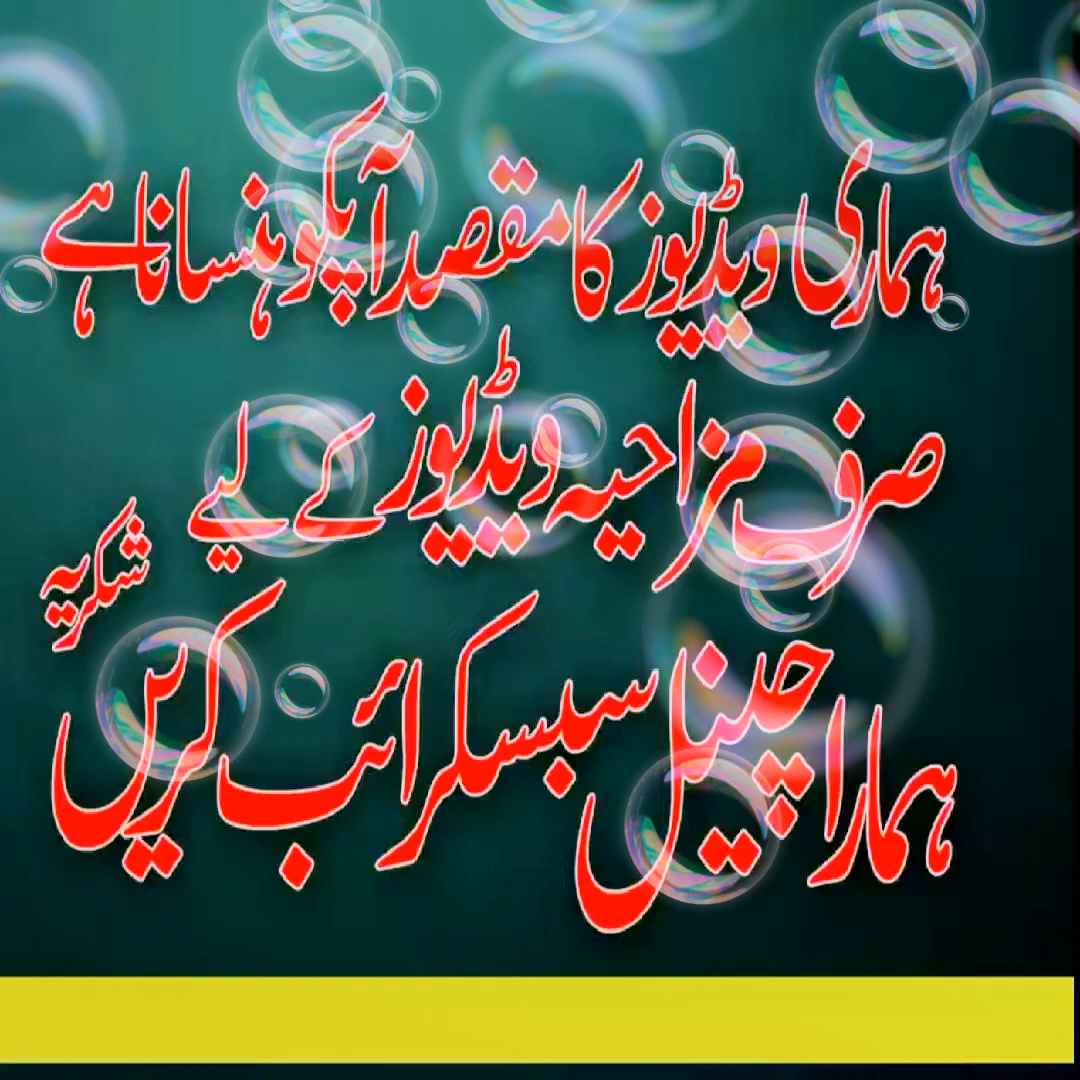 ہماری ویڈیوز کا مقصد آپکو ہنسانا ہے
صرف مزاحیہ ویڈیوز کے لیے
ہمارا چینل سبسکرائب کریں
شکریہ